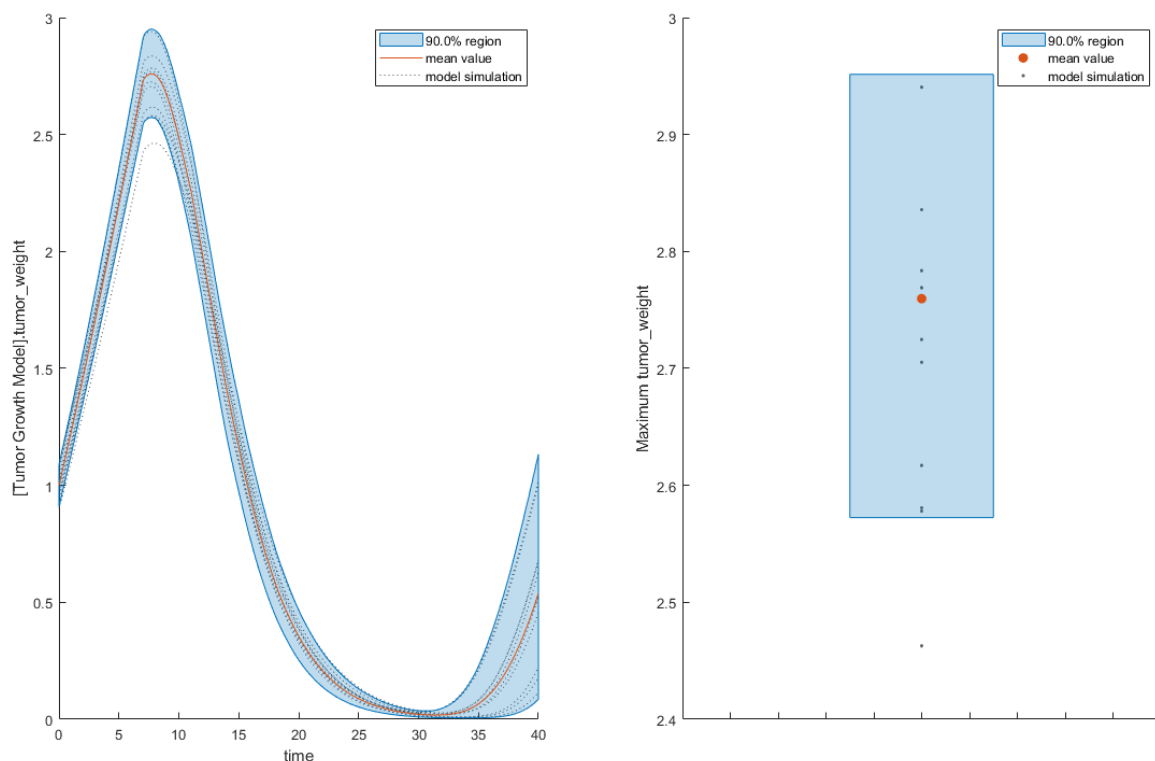 3
2.5
2
1.5
1
0.5
0
0
5
10
15
20
25
30
35
40
time
[Tumor Growth Model].tumor_weight
90.0% region
mean value
model simulation
3
2.9
2.8
2.7
2.6
2.5
2.4
Maximum tumor_weight
90.0% region
mean value
model simulation